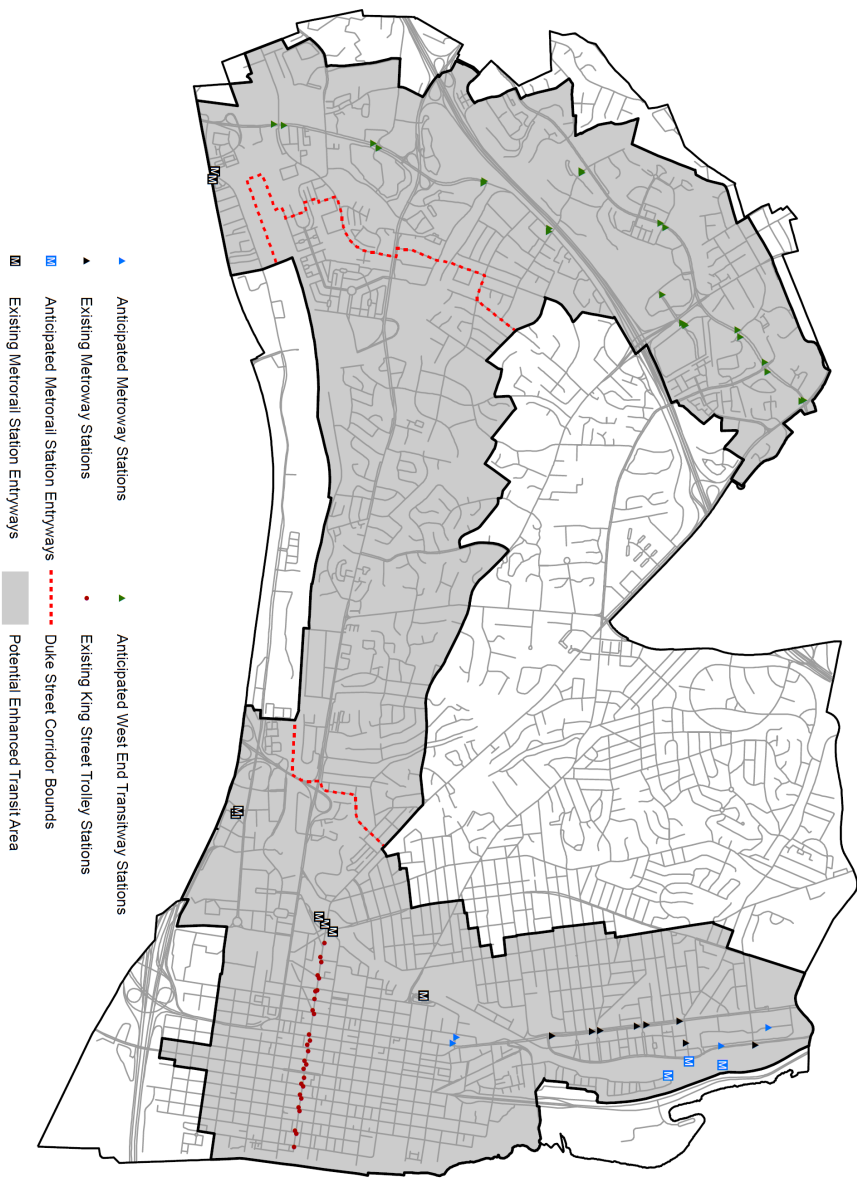 Anticipated Metroway Stations
Existing Metroway Stations
Anticipated Metrorail Station Entryways
Existing Metrorail Station Entryways
Anticipated West End Transitway Stations
Existing King Street Trolley Stations
Duke Street Corridor Bounds
Potential Enhanced Transit Area
M
M
M
M
M
M
M
M
M
M
M
M
M